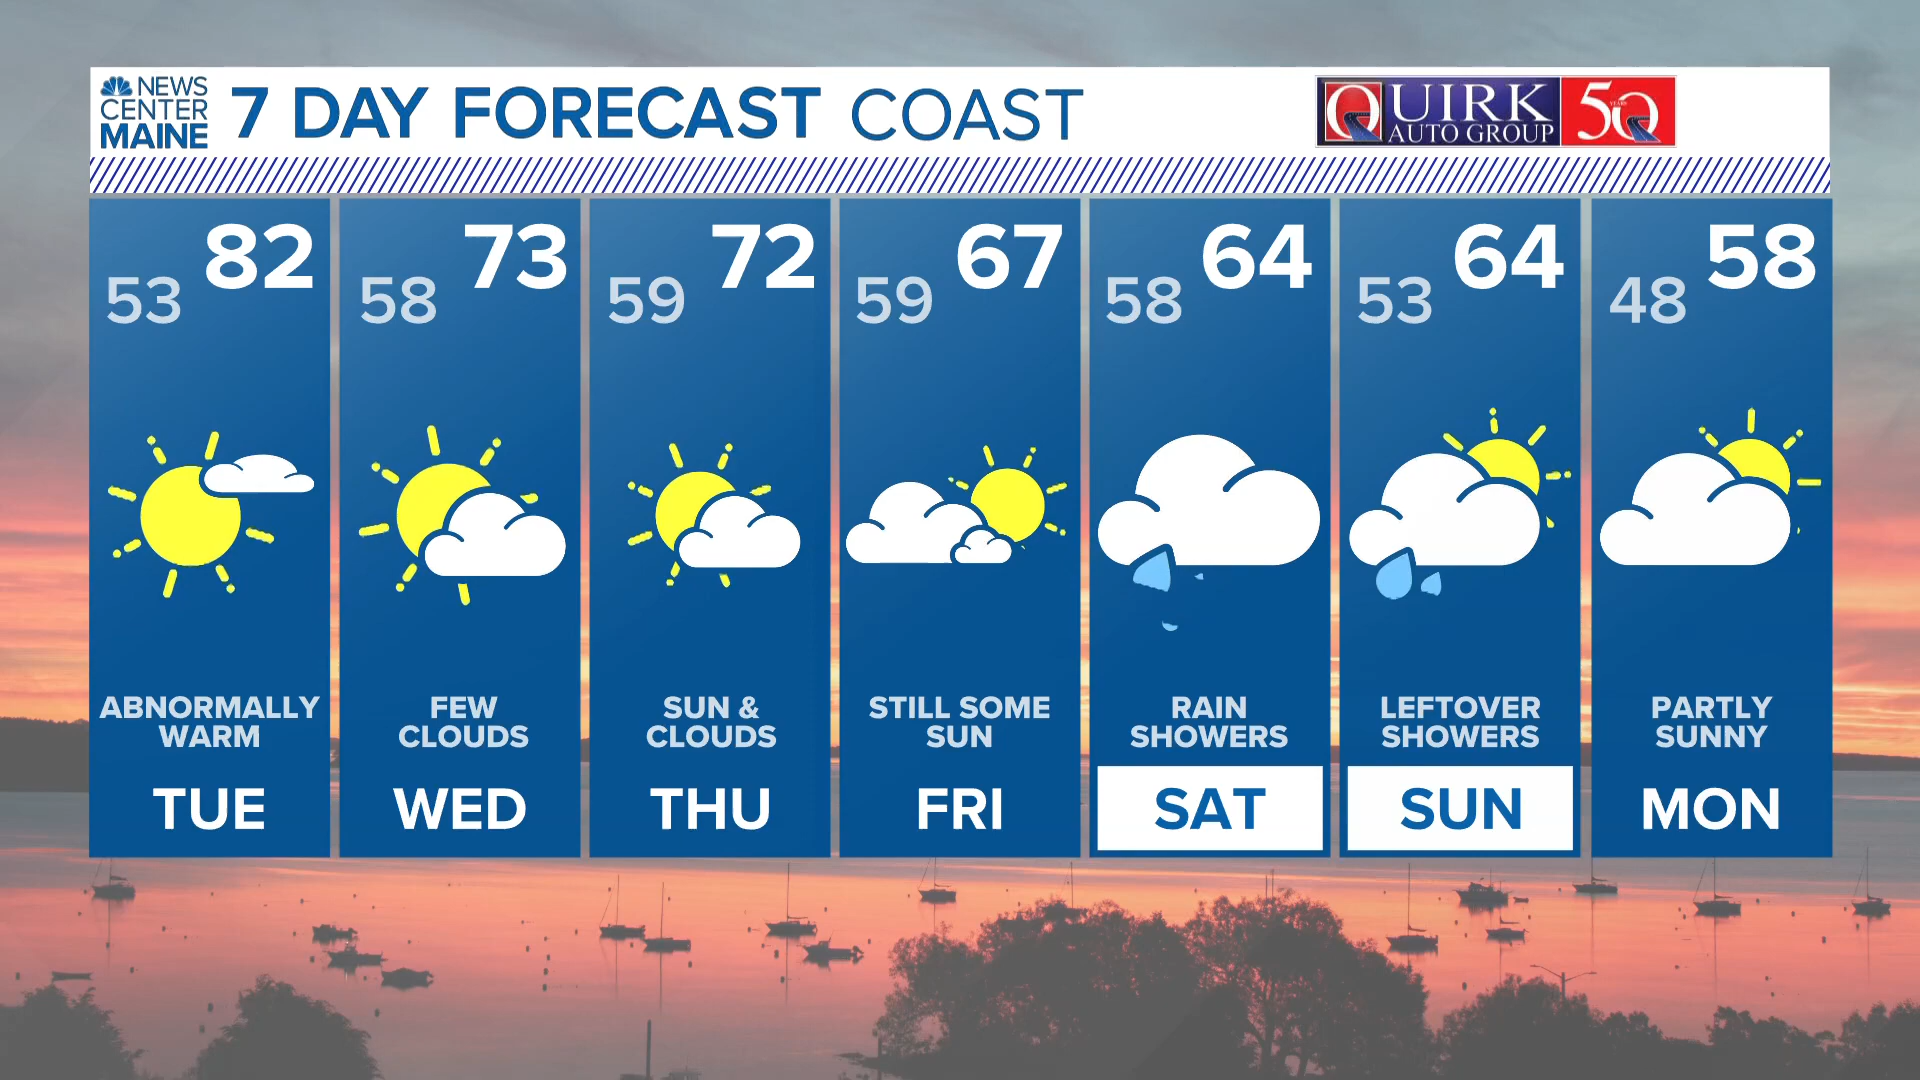 NEWS
CENTER
MAINE
7 DAY FORECAST COAST
QUIRK
AUTO GROUP
50
YEARS
53 82
ABNORMALLY
WARM
TUE
58 73
FEW
CLOUDS
WED
59 72
SUN &
CLOUDS
THU
59 67
STILL SOME
SUN
FRI
58 64
RAIN
SHOWERS
SAT
53 64
LEFTOVER
SHOWERS
SUN
48 58
PARTLY
SUNNY
MON